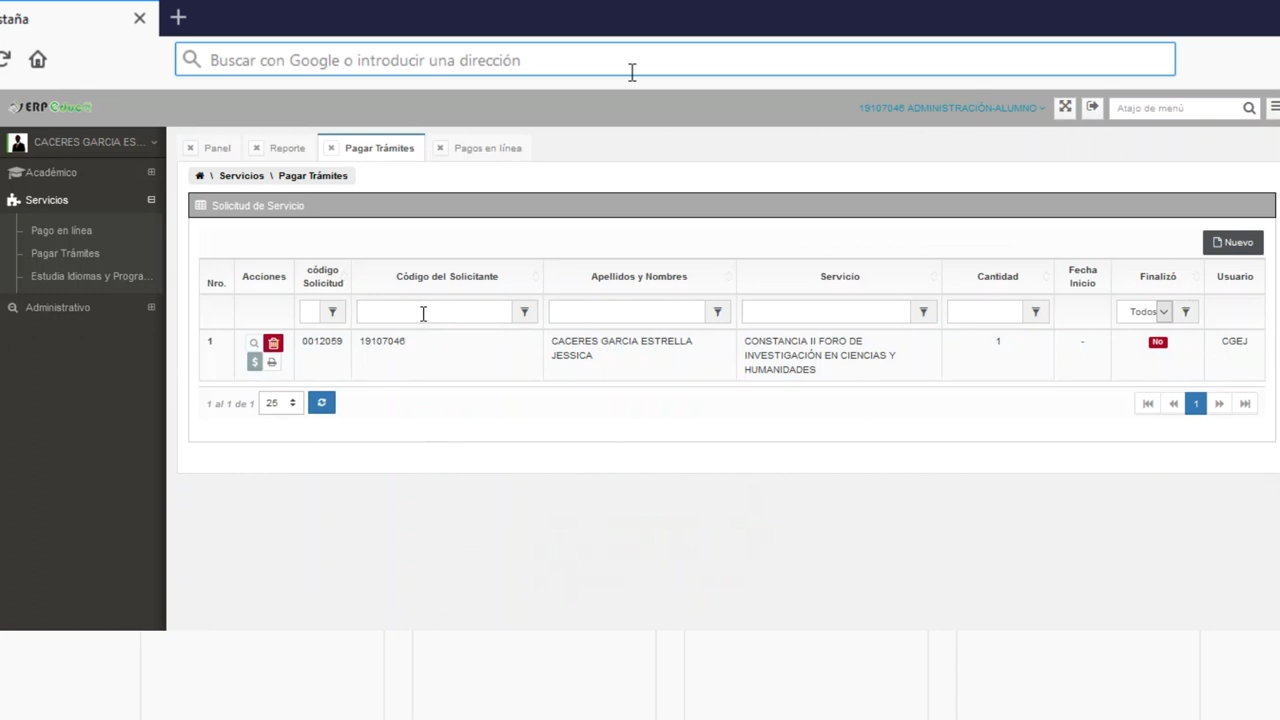 staña
Buscar con Google o introducir una dirección
ERP
19107046 ADMINISTRACIÓN-ALUMNO
Atajo de menú
CACERES GARCIA ES...
Académico
Servicios
Pago en línea
Pagar Trámites
Estudia Idiomas y Progra...
Administrativo
Panel
Reporte
Pagar Trámites
Pagos en línea
\ Servicios \ Pagar Trámites
Solicitud de Servicio
Nuevo
Nro.
Acciones
código
Solicitud
Código del Solicitante
Apellidos y Nombres
Servicio
Cantidad
Fecha
Inicio
Finalizó
Usuario
Todos
1
0012059
19107046
CACERES GARCIA ESTRELLA
JESSICA
CONSTANCIA II FORO DE
INVESTIGACIÓN EN CIENCIAS Y
HUMANIDADES
1
-
No
CGEJ
$
1 al 1 de 1
25
1